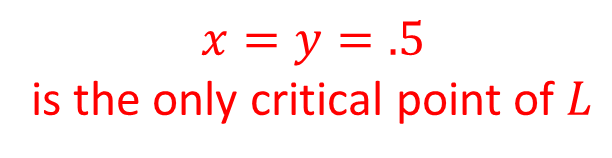 x = y = .5
is the only critical point of L